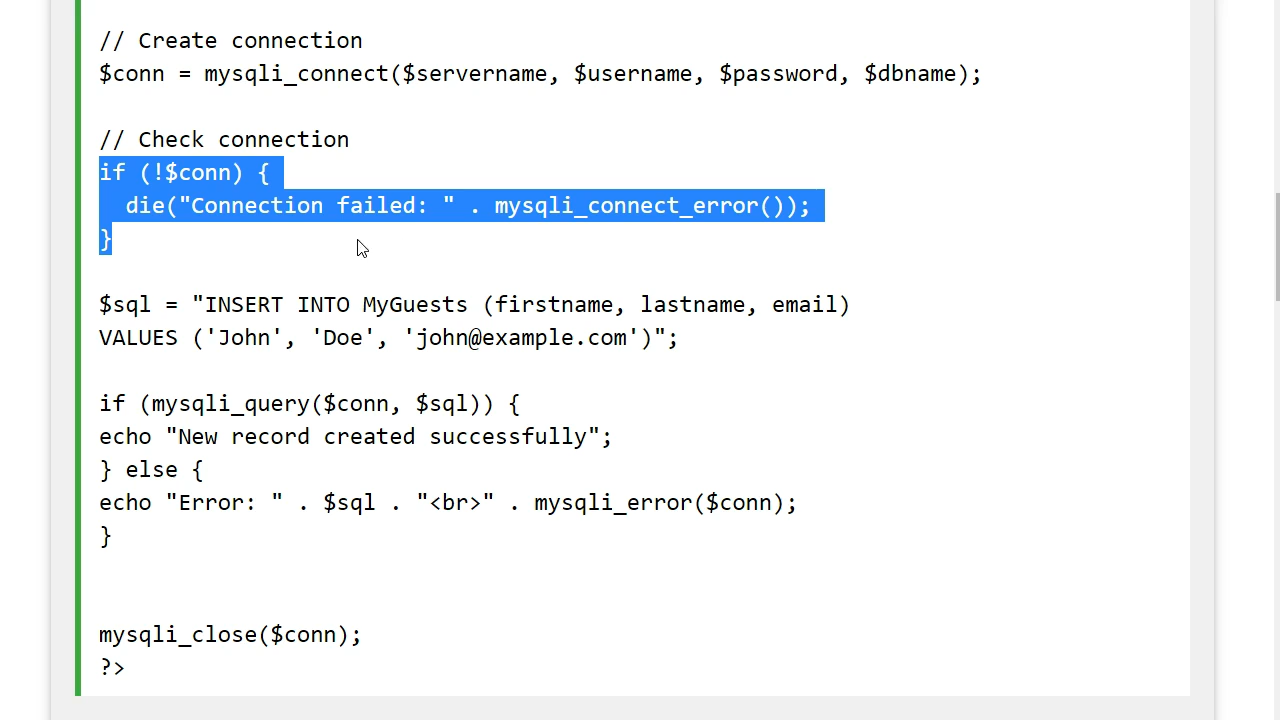 // Create connection
$conn = mysqli_connect($servername, $username, $password, $dbname);
// Check connection
if (!$conn) {
  die("Connection failed: " . mysqli_connect_error());
}
$sql = "INSERT INTO MyGuests (firstname, lastname, email)
VALUES ('John', 'Doe', 'john@example.com')";
if (mysqli_query($conn, $sql)) {
echo "New record created successfully";
} else {
echo "Error: " . $sql . "<br>" . mysqli_error($conn);
}
mysqli_close($conn);
?>